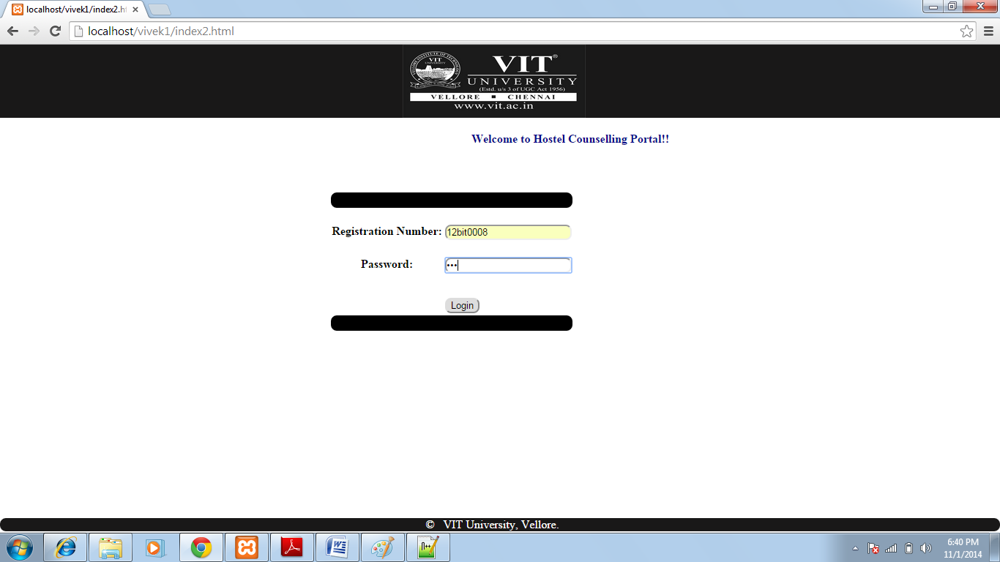 localhost/vivek1/index2.h
localhost/vivek1/index2.html
VIT
UNIVERSITY
VIT®
UNIVERSITY
(Estd. u/s 3 of UGC Act 1956)
VELLORE ■ CHENNAI
www.vit.ac.in
Welcome to Hostel Counselling Portal!!
Registration Number: 12bit0008
Password: •••
Login
© VIT University, Vellore.
6:40 PM
11/1/2014